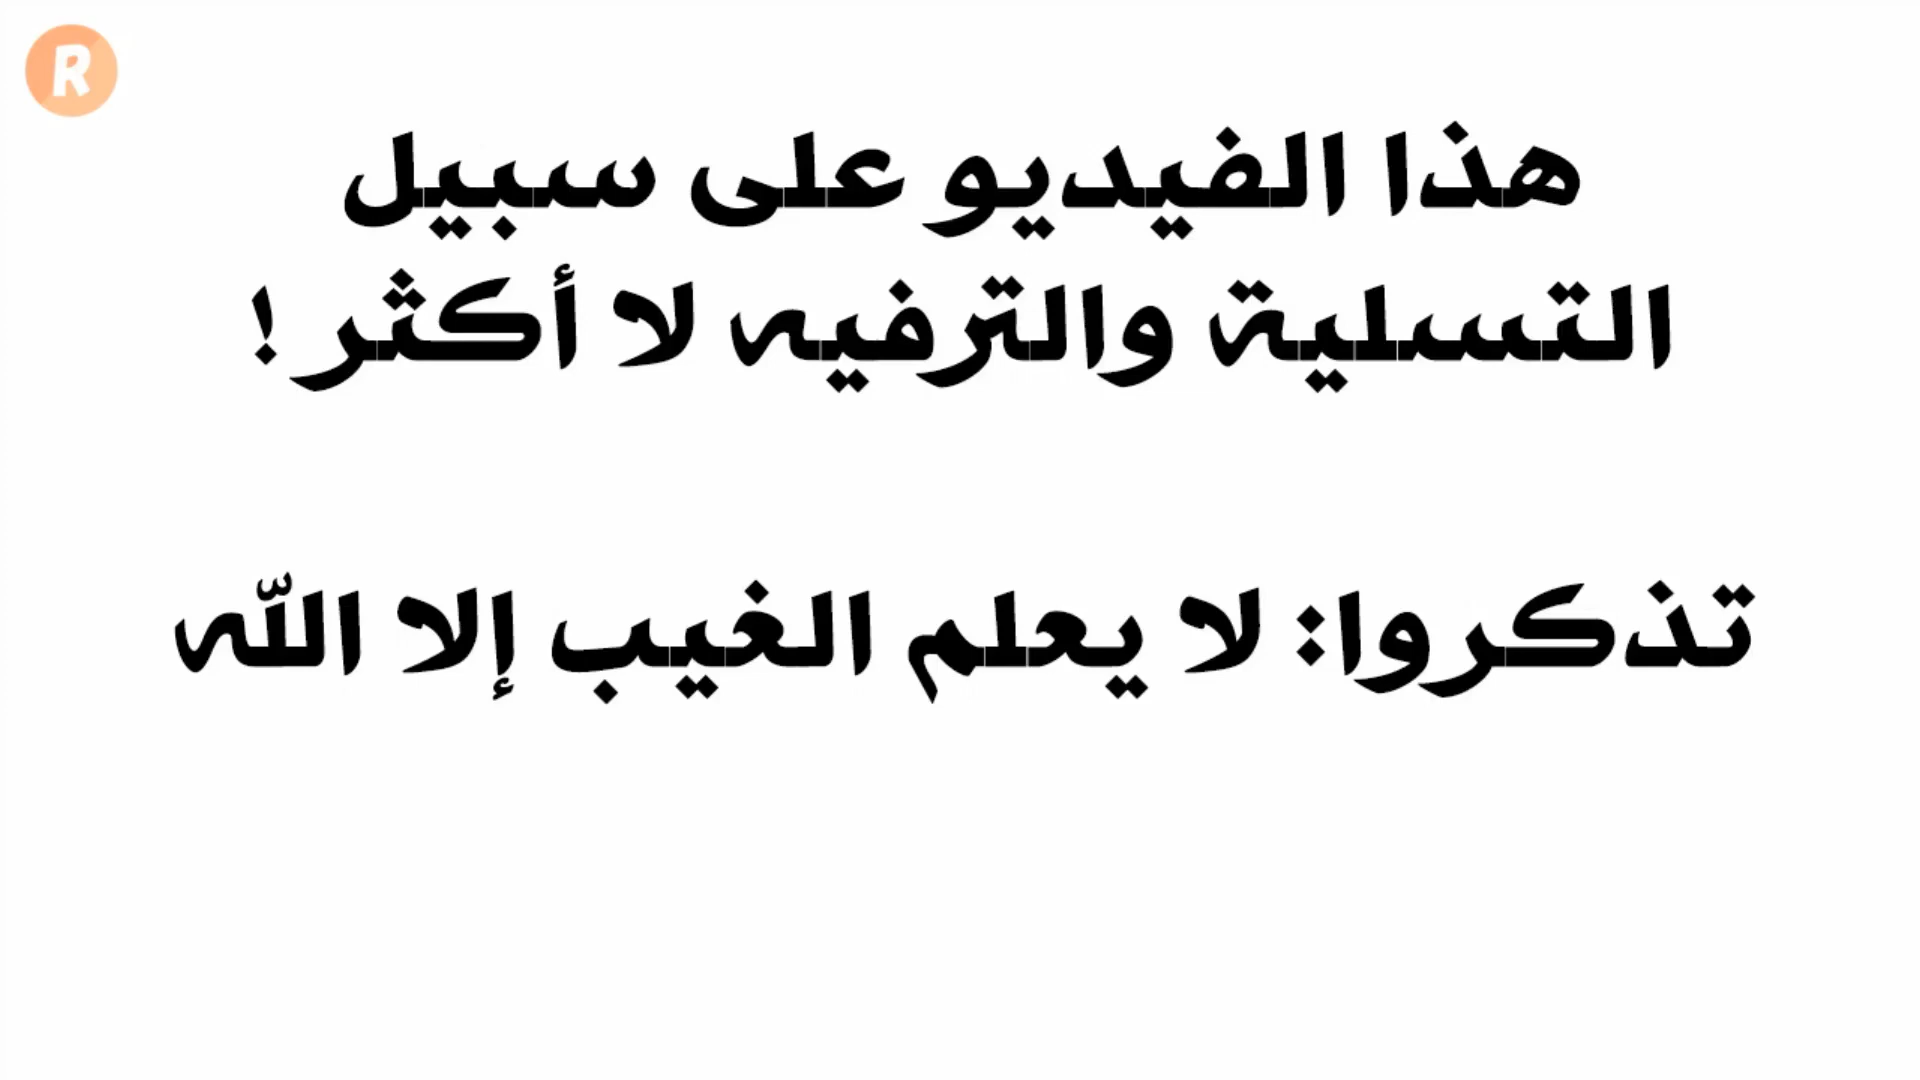 R
هذا الفيديو على سبيل
التسلية والترفيه لا أكثر !
تذكروا: لا يعلم الغيب إلا الله